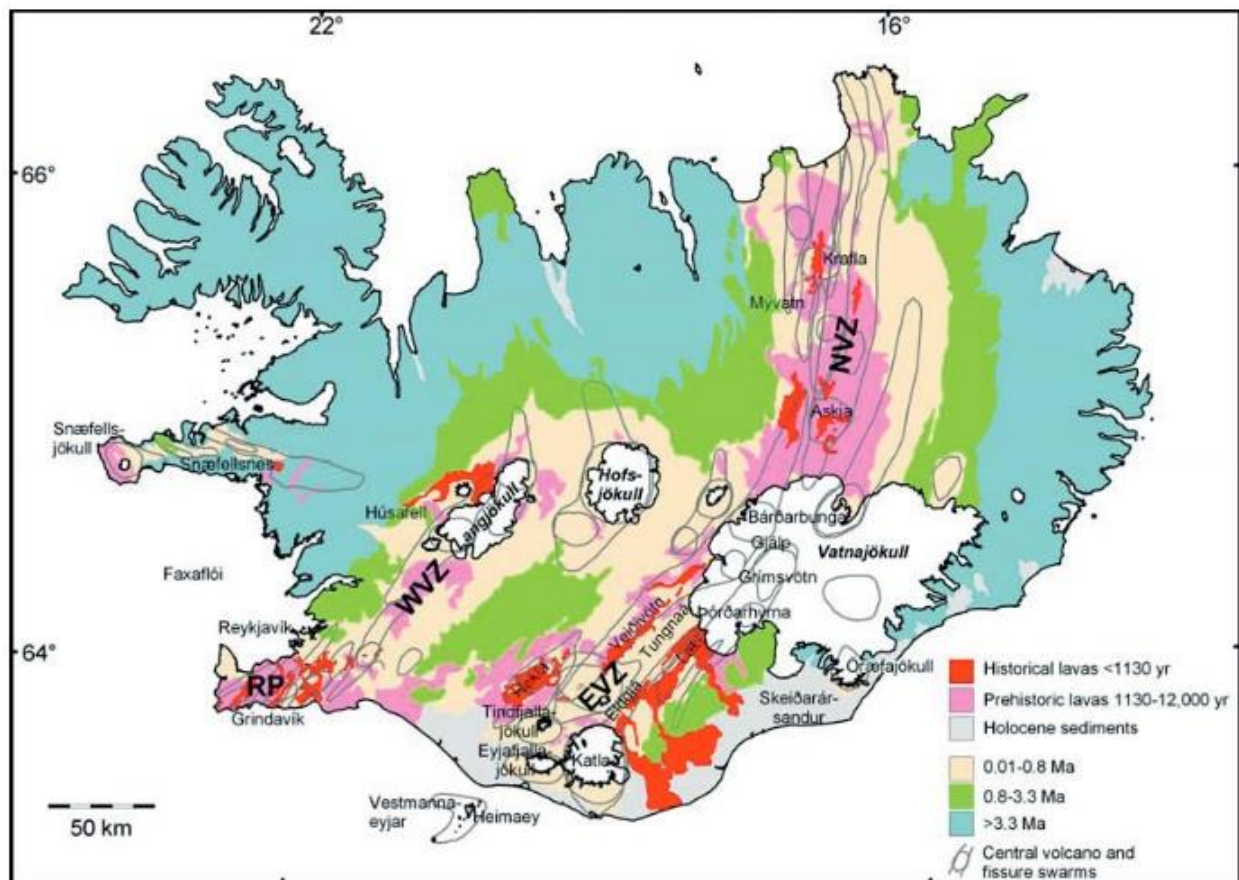 22°
16°
66°
Krafla
Myvatn
NVZ
Askja
Snæfells-
jökull
Snæfellsnes
Hofs-
jökull
Húsafell
Langjökull
Bárðarbunga
Gjálp
Vatnajökull
Grímsvötn
Faxaflói
WVZ
Þórðarhyrna
Veiðivötn
Tungnaá
Reykjavík
64°
Laki
Öræfajökull
RP
Hekla
EVZ
Eldgjá
Grindavík
Skeiðarár-
sandur
Tindfjalla-
jökull
Eyjafjalla-
jökull
Katla
Vestmanna-
eyjar
Heimaey
50 km
Historical lavas <1130 yr
Prehistoric lavas 1130-12,000 yr
Holocene sediments
0.01-0.8 Ma
0.8-3.3 Ma
>3.3 Ma
Central volcano and
fissure swarms